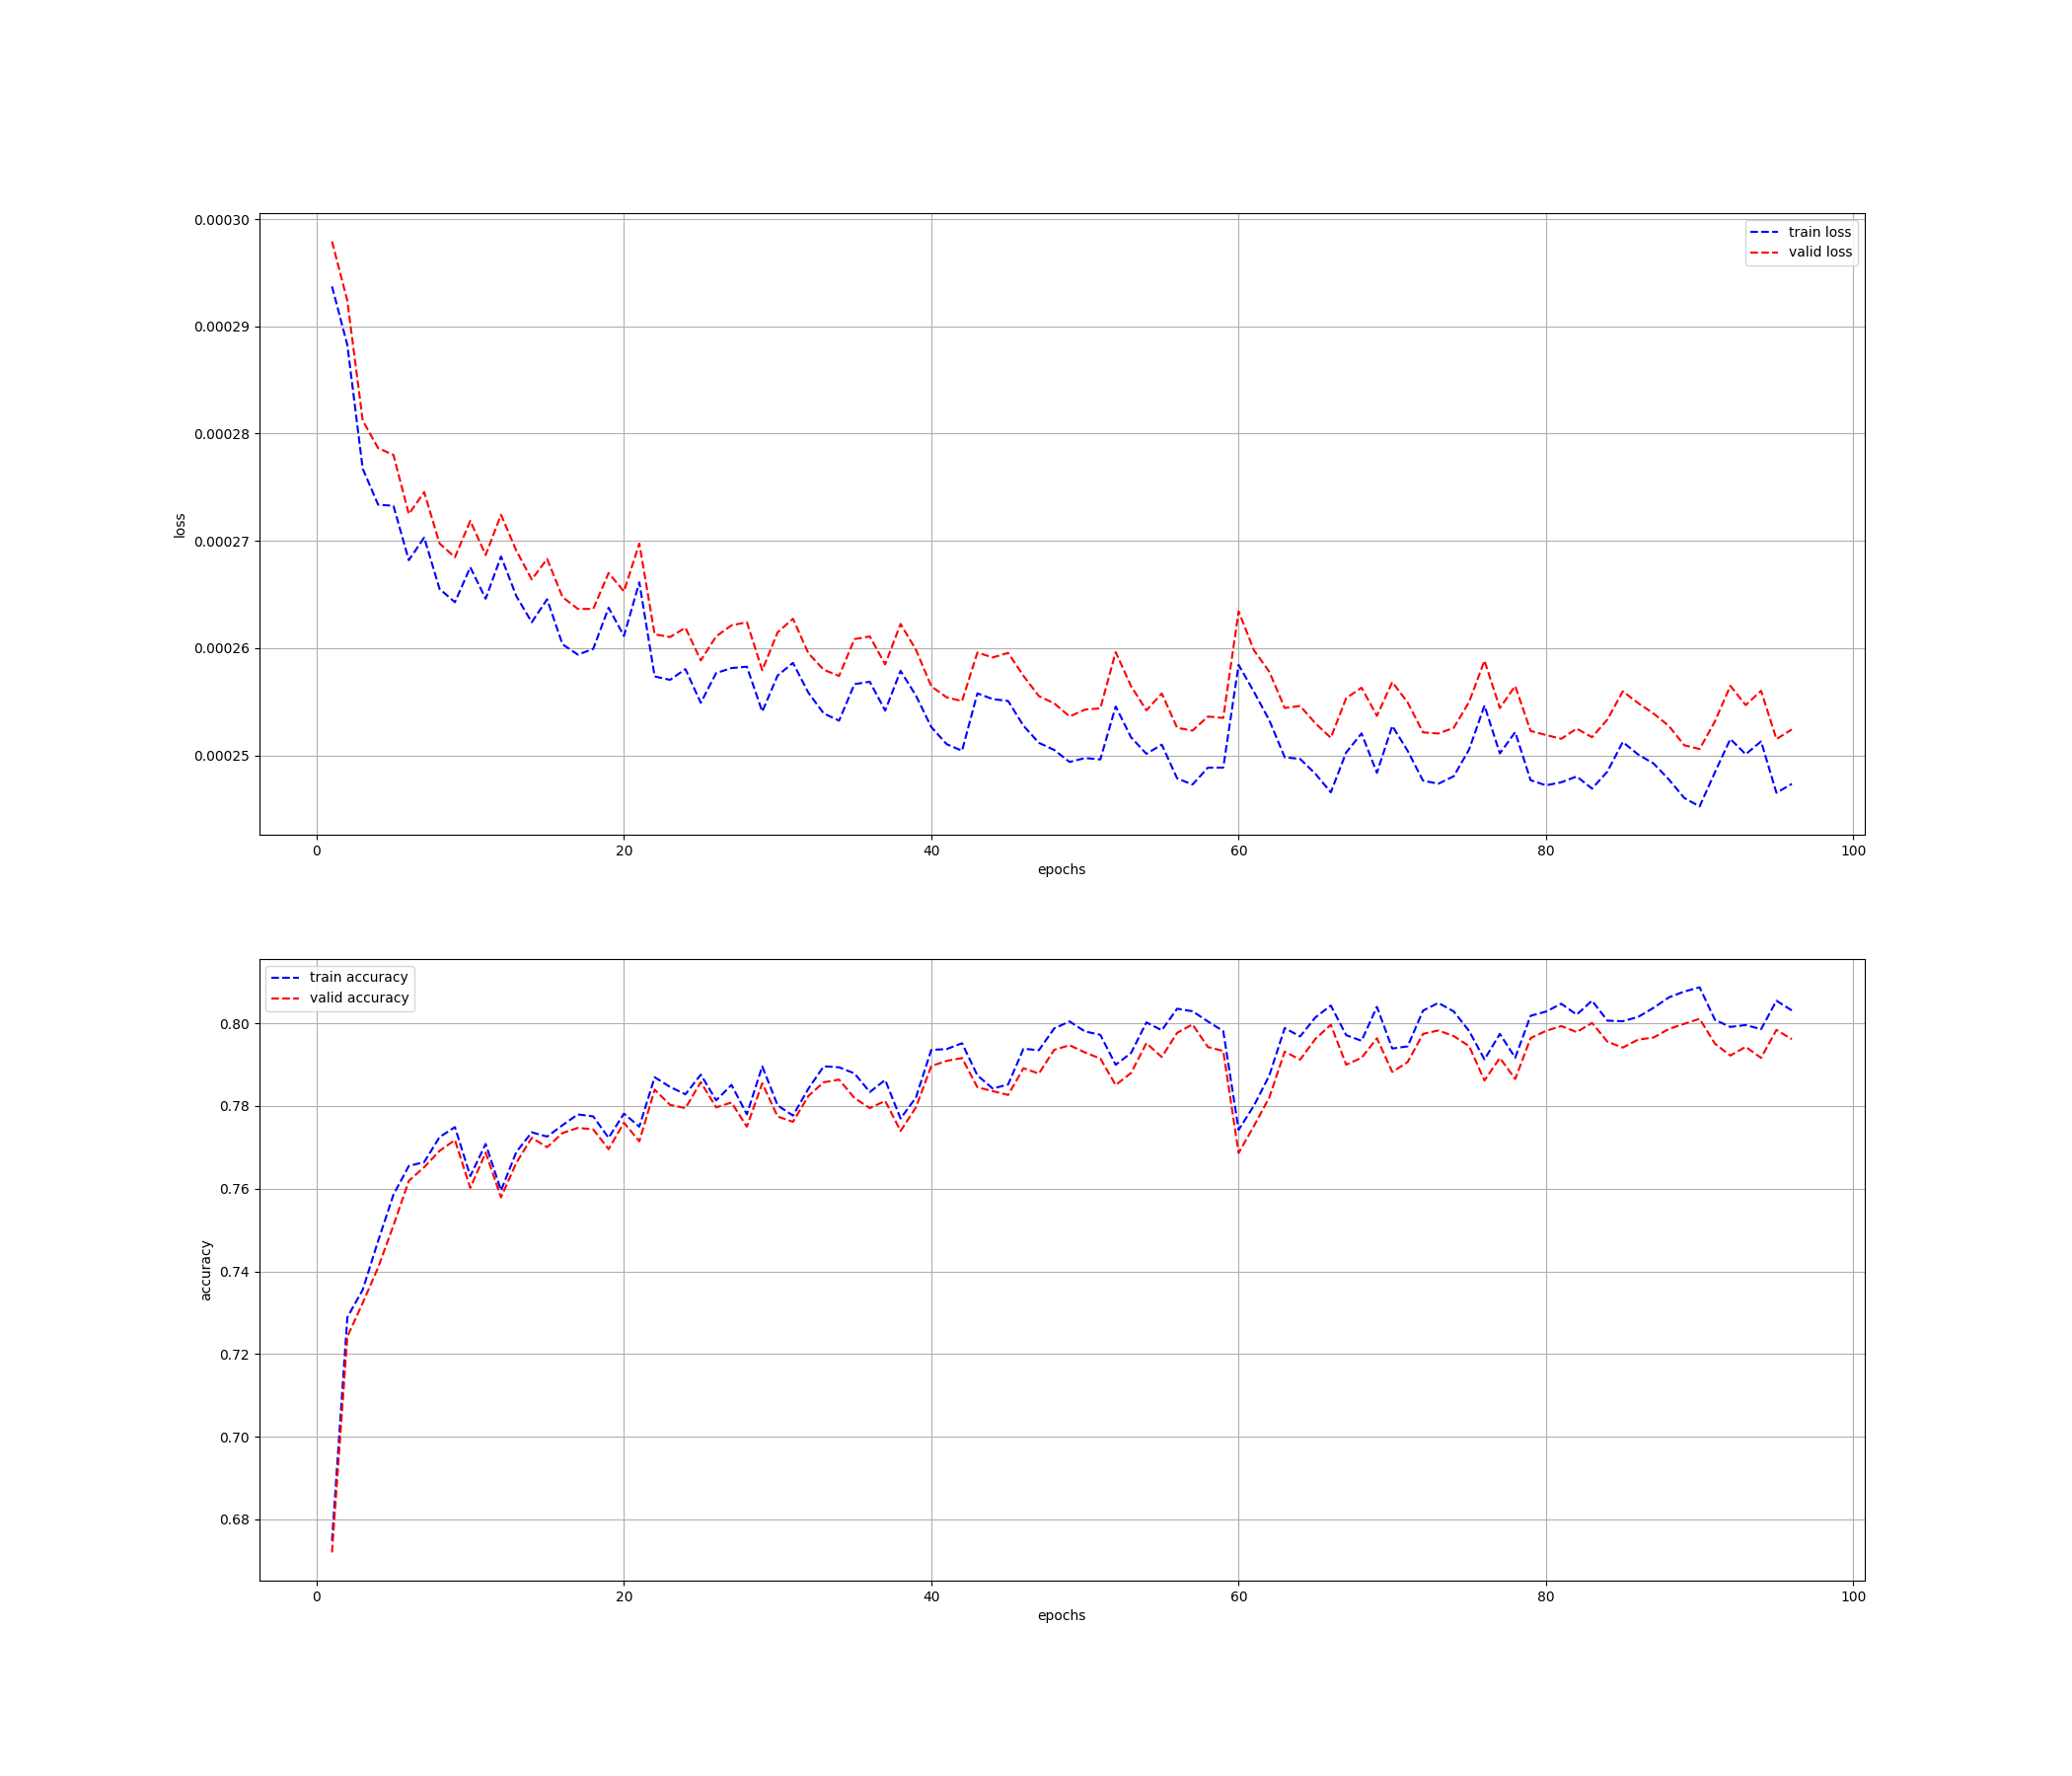 0.00030
0.00029
0.00028
0.00027
0.00026
0.00025
loss
train loss
valid loss
0 20 40 60 80 100
epochs
train accuracy
valid accuracy
0.80
0.78
0.76
0.74
0.72
0.70
0.68
accuracy
0 20 40 60 80 100
epochs